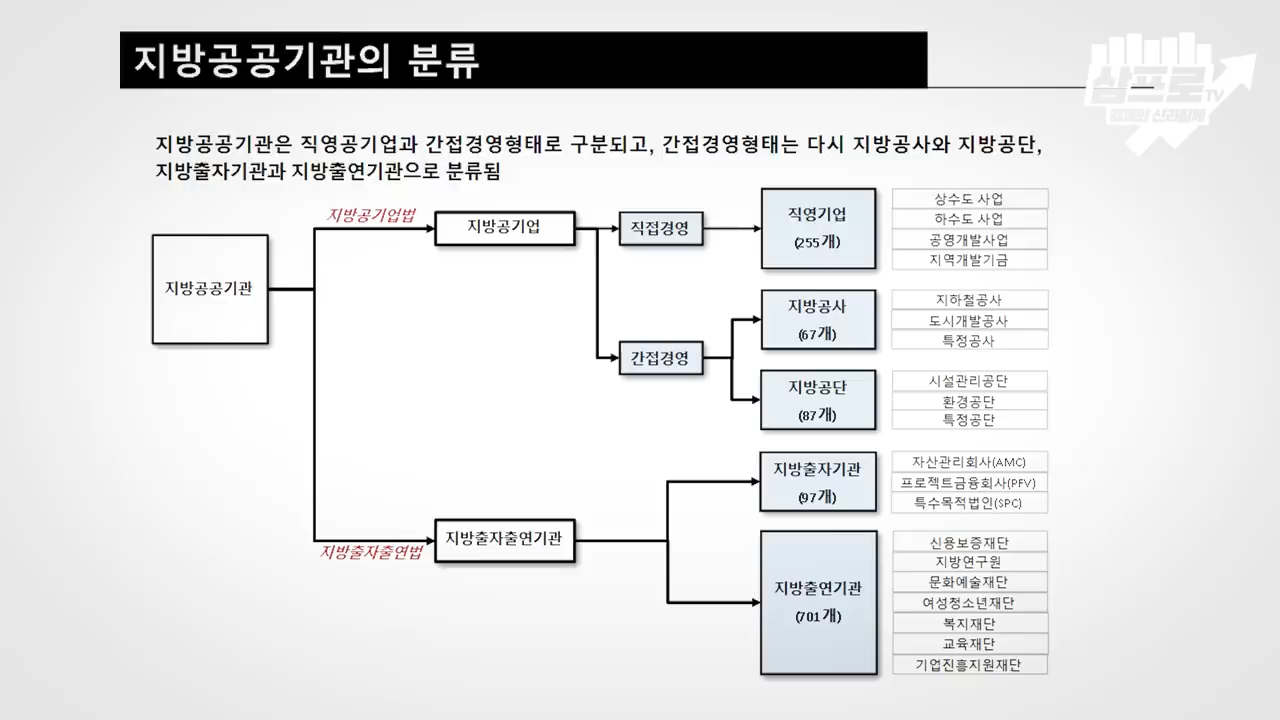 지방공공기관의 분류
삼프로TV
경제의 신과함께
지방공공기관은 직영공기업과 간접경영형태로 구분되고, 간접경영형태는 다시 지방공사와 지방공단,
지방출자기관과 지방출연기관으로 분류됨
지방공공기관
지방공기업법
지방공기업
직접경영
직영기업
(255개)
상수도 사업
하수도 사업
공영개발사업
지역개발기금
간접경영
지방공사
(67개)
지하철공사
도시개발공사
특정공사
지방공단
(87개)
시설관리공단
환경공단
특정공단
지방출자출연법
지방출자출연기관
지방출자기관
(97개)
자산관리회사(AMC)
프로젝트금융회사(PFV)
특수목적법인(SPC)
지방출연기관
(701개)
신용보증재단
지방연구원
문화예술재단
여성청소년재단
복지재단
교육재단
기업진흥지원재단